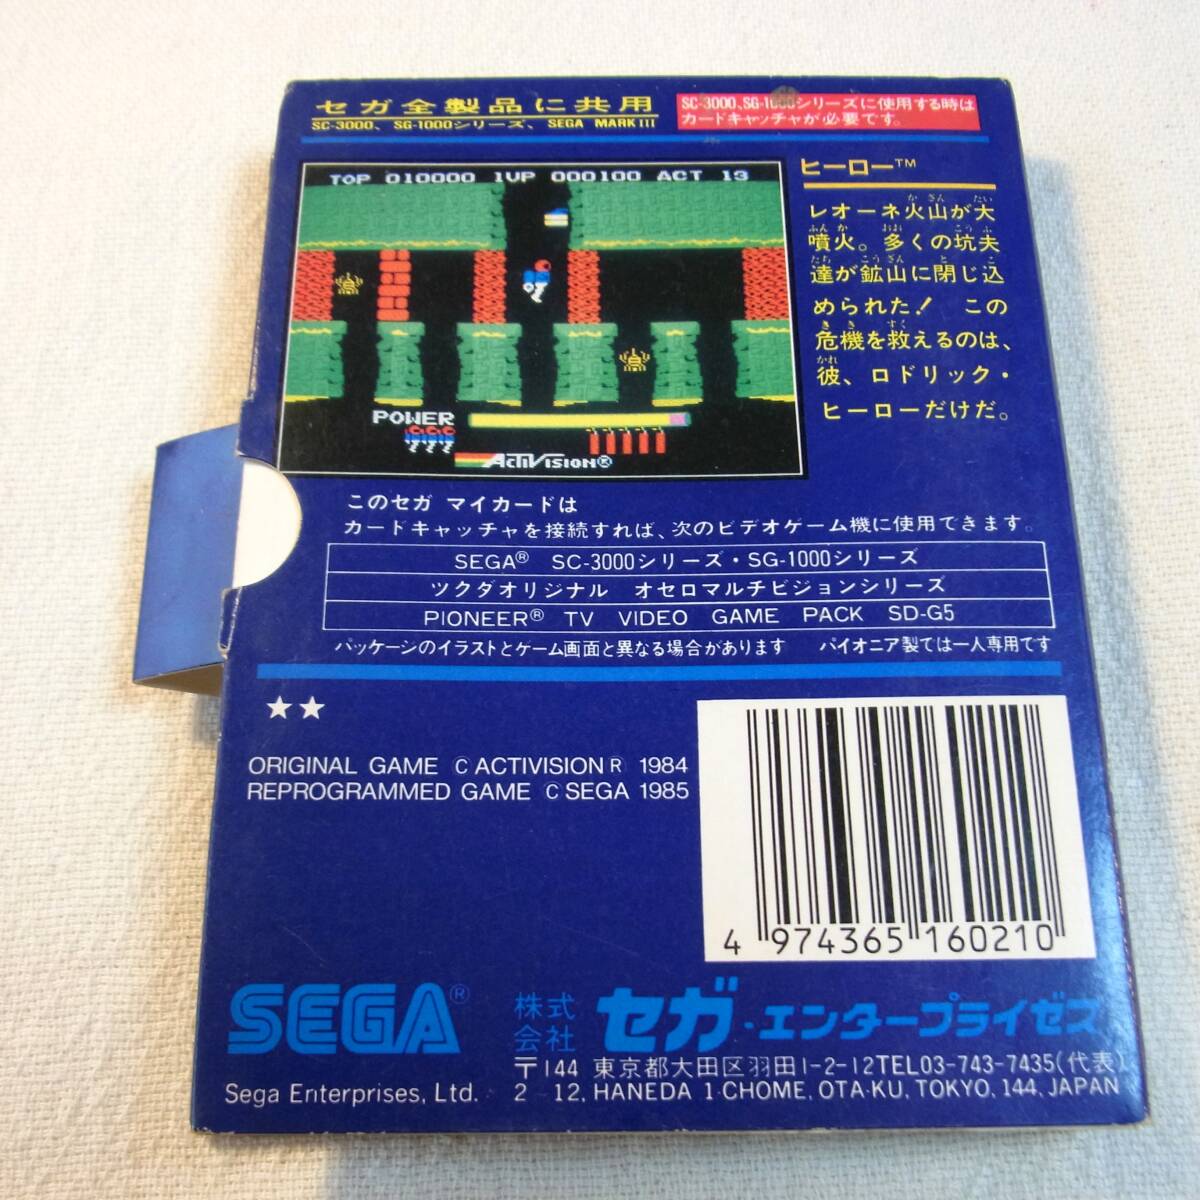 セガ全製品に共用
SC-3000、SG-1000シリーズ、SEGA MARK III
SC-3000、SG-1000シリーズに使用する時は
カードキャッチャが必要です。
TOP 010000 1UP 000100 ACT 13
POWER
ACTIVISION®
ヒーロー™
レオーネ火山が大
噴火。多くの坑夫
達が鉱山に閉じ込
められた! この
危機を救えるのは、
彼、ロドリック・
ヒーローだけだ。
このセガ マイカードは
カードキャッチャを接続すれば、次のビデオゲーム機に使用できます。
SEGA® SC-3000シリーズ・SG-1000シリーズ
ツクダオリジナル オセロマルチビジョンシリーズ
PIONEER® TV VIDEO GAME PACK SD-G5
パッケージのイラストとゲーム画面と異なる場合があります パイオニア製では一人専用です
★★
ORIGINAL GAME © ACTIVISION® 1984
REPROGRAMMED GAME © SEGA 1985
4 974365 160210
SEGA®
Sega Enterprises, Ltd.
株式会社 セガ・エンタープライゼス
〒144 東京都大田区羽田1-2-12TEL03-743-7435(代表)
2-12, HANEDA 1-CHOME, OTA-KU, TOKYO, 144, JAPAN